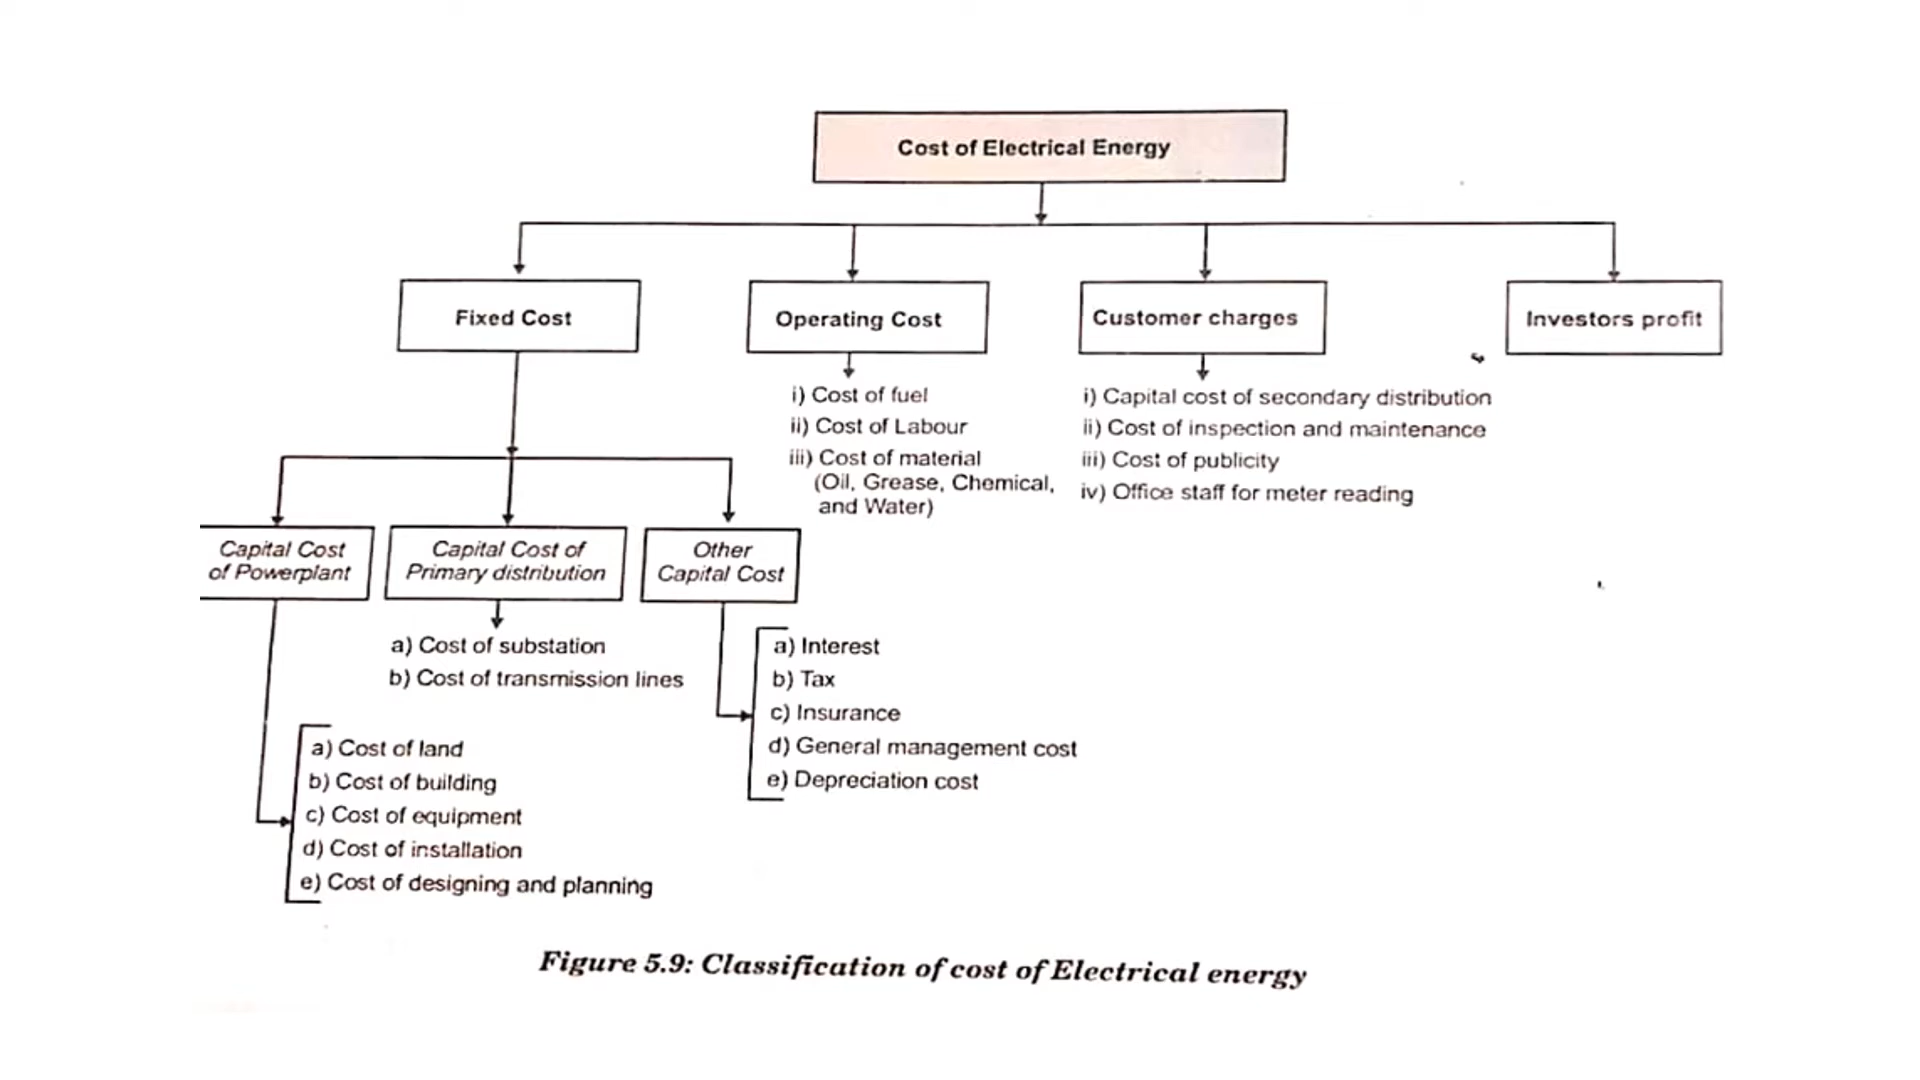 Cost of Electrical Energy
Fixed Cost
Operating Cost
Customer charges
Investors profit
i) Cost of fuel
ii) Cost of Labour
iii) Cost of material
(Oil, Grease, Chemical,
and Water)
i) Capital cost of secondary distribution
ii) Cost of inspection and maintenance
iii) Cost of publicity
iv) Office staff for meter reading
Capital Cost
of Powerplant
Capital Cost of
Primary distribution
Other
Capital Cost
a) Cost of substation
b) Cost of transmission lines
a) Interest
b) Tax
c) Insurance
d) General management cost
e) Depreciation cost
a) Cost of land
b) Cost of building
c) Cost of equipment
d) Cost of installation
e) Cost of designing and planning
Figure 5.9: Classification of cost of Electrical energy